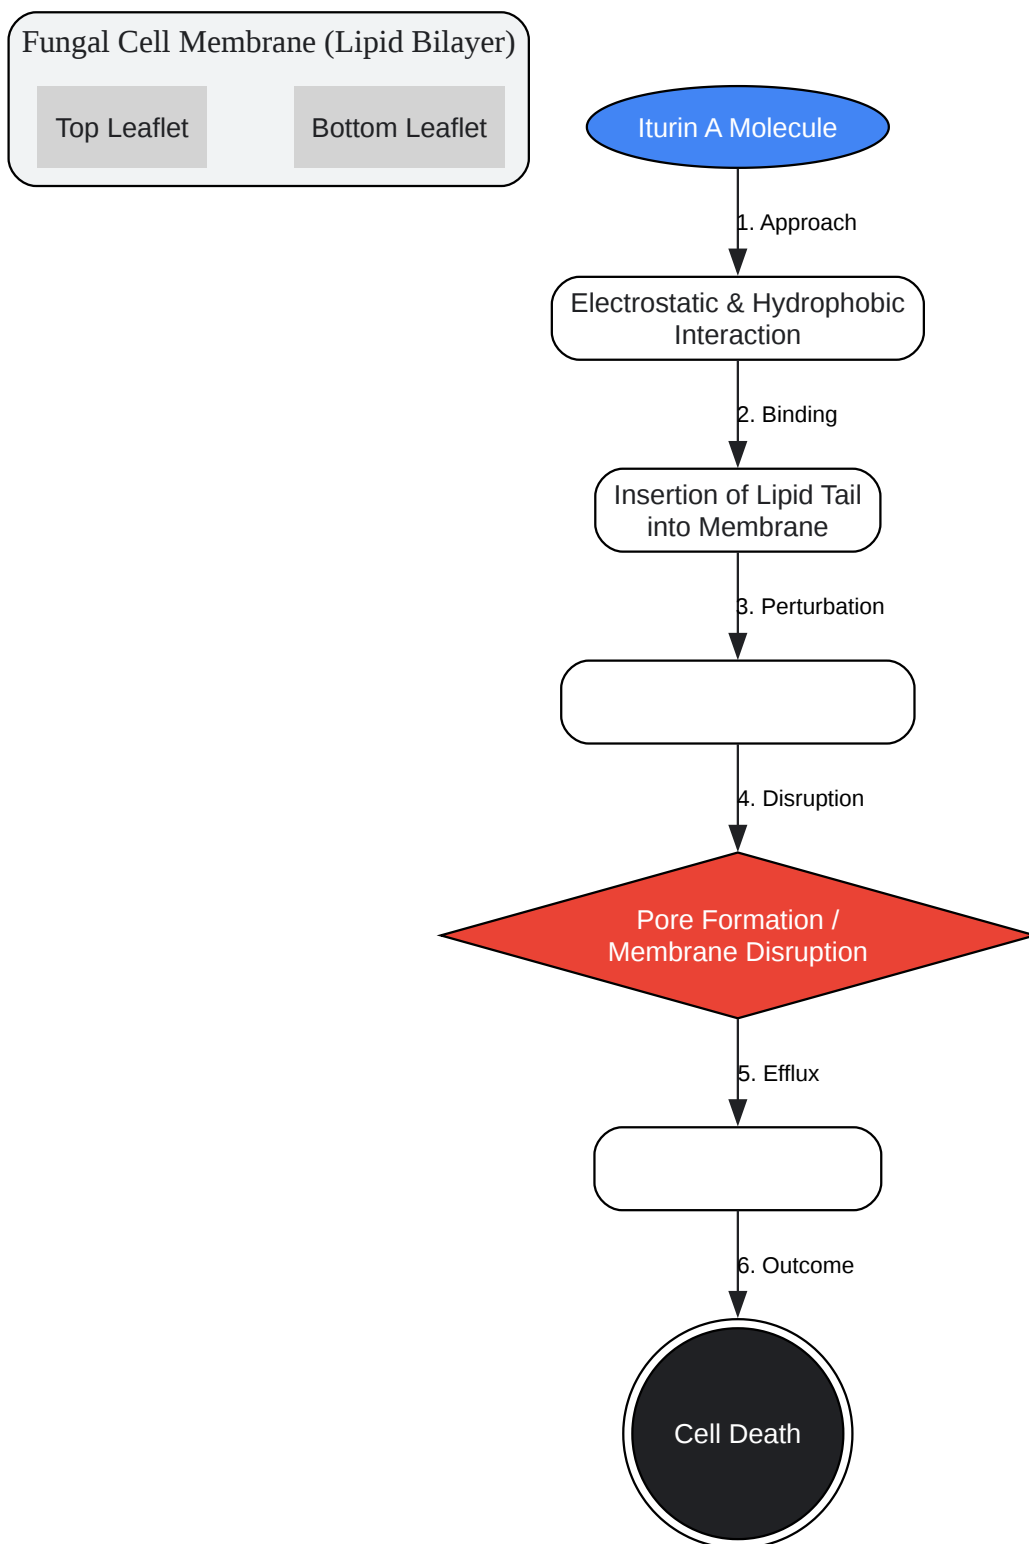 Fungal Cell Membrane (Lipid Bilayer)
Top Leaflet
Bottom Leaflet
Iturin A Molecule
1. Approach
Electrostatic & Hydrophobic
Interaction
2. Binding
Insertion of Lipid Tail
into Membrane
3. Perturbation
4. Disruption
Pore Formation /
Membrane Disruption
5. Efflux
6. Outcome
Cell Death